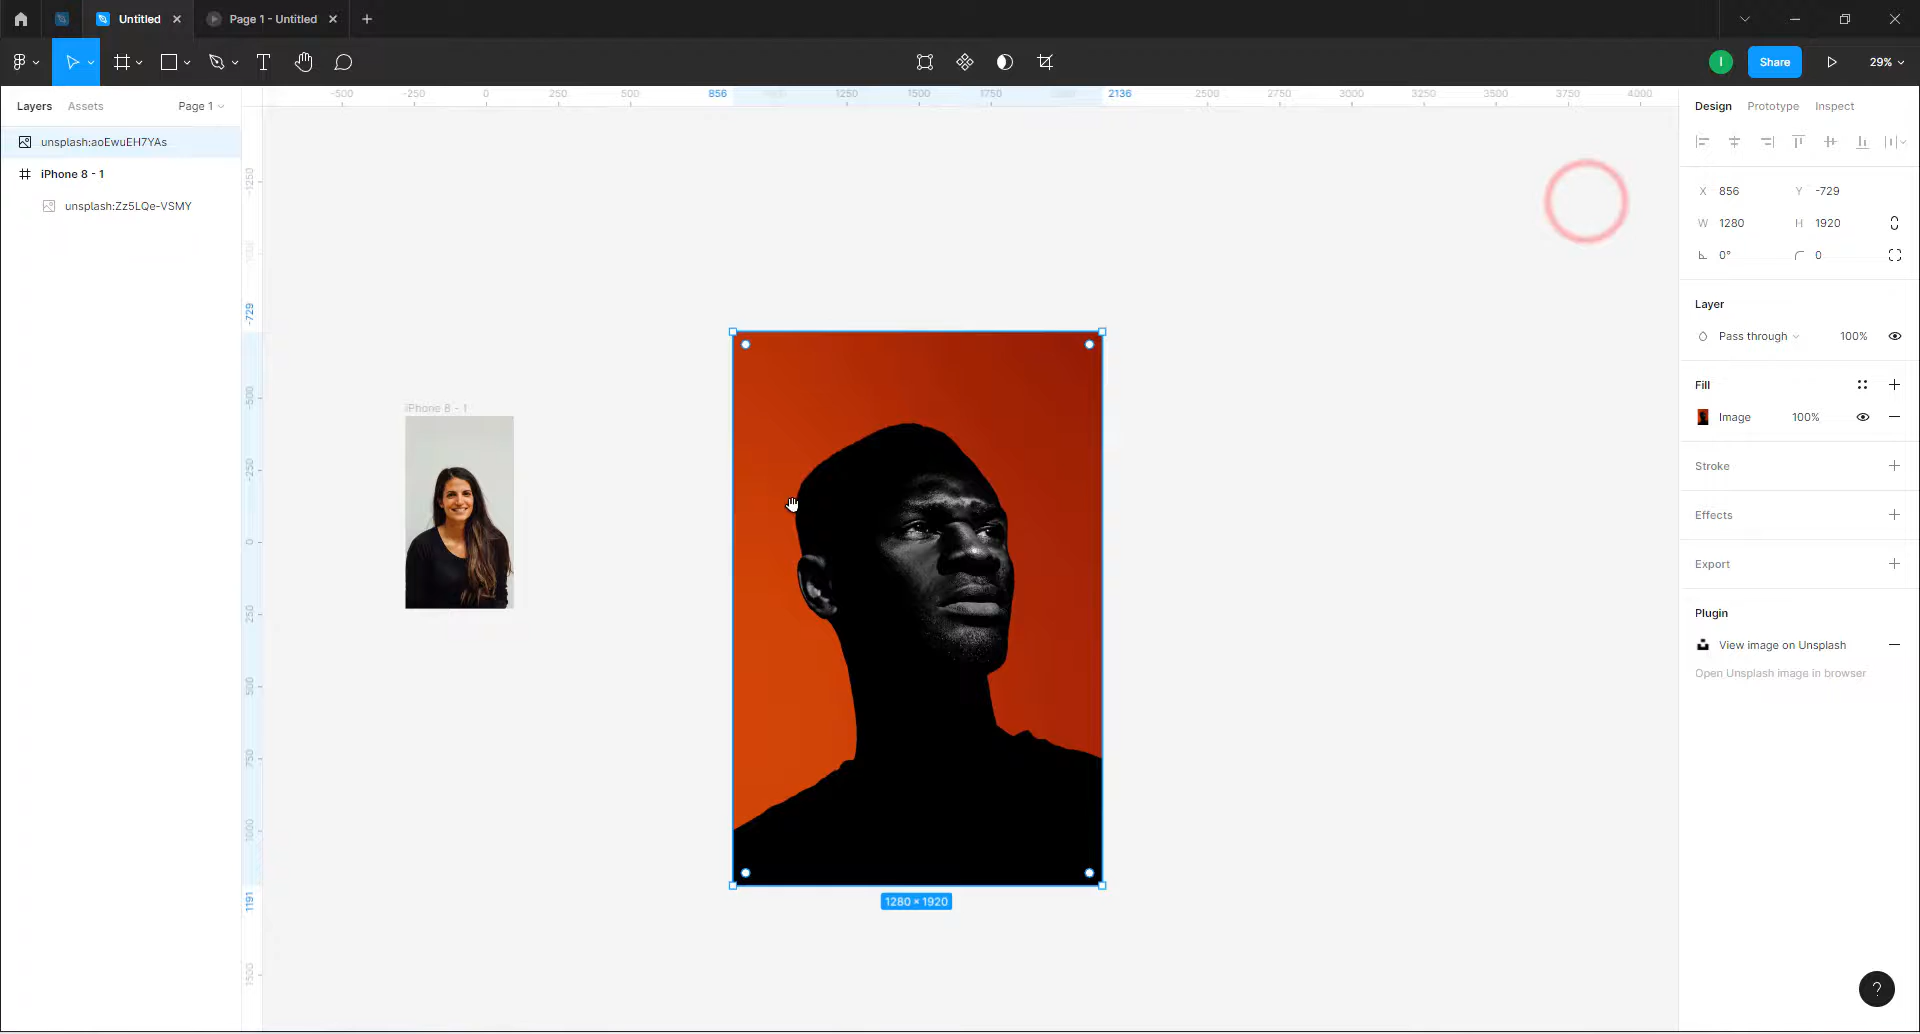 Untitled
Page 1 - Untitled
Share
29%
Layers
Assets
Page 1
unsplash:aoEwuEH7YAs
iPhone 8 - 1
unsplash:Zz5LQe-VSMY
-500
-250
0
250
500
856
1250
1500
1750
2136
2500
2750
3000
3250
3500
3750
4000
-1250
-729
-500
-250
0
250
500
750
1000
1191
1500
iPhone 8 - 1
1280 × 1920
I
Design
Prototype
Inspect
X 856
Y -729
W 1280
H 1920
0°
0
Layer
Pass through
100%
Fill
Image
100%
Stroke
Effects
Export
Plugin
View image on Unsplash
Open Unsplash image in browser
?